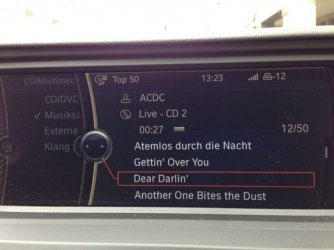 CD/Multimed
Top 50
13:23
-12
CD/DVD
Musiksa
Externe
Klang
ACDC
Live - CD 2
00:27
12/50
Atemlos durch die Nacht
Gettin' Over You
Dear Darlin'
Another One Bites the Dust